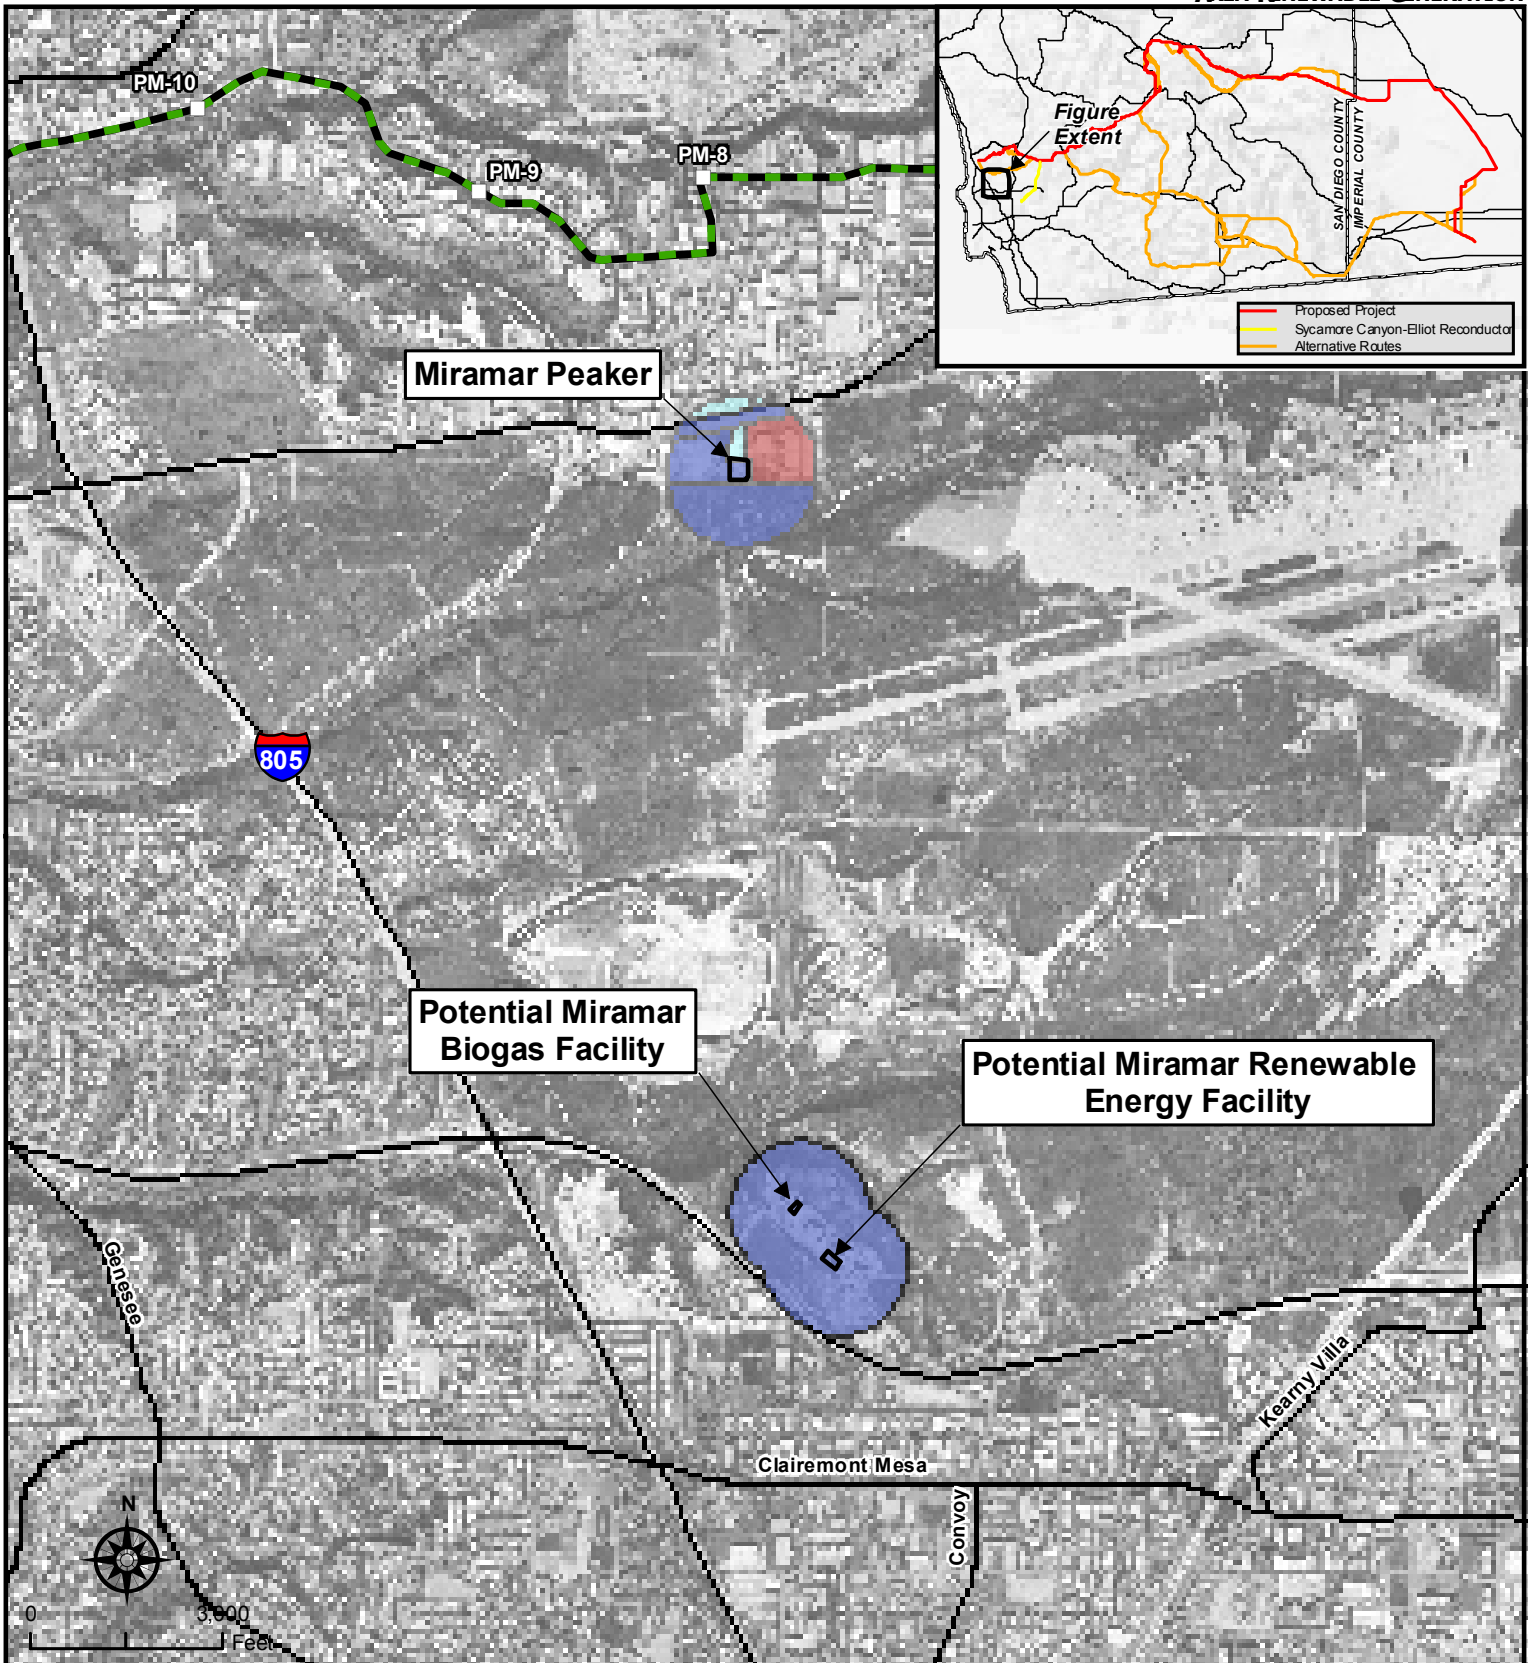 PM-10
PM-9
PM-8
Figure
Extent
SAN DIEGO COUNTY
IMPERIAL COUNTY
Proposed Project
Sycamore Canyon-Elliot Reconductor
Alternative Routes
Miramar Peaker
805
Potential Miramar
Biogas Facility
Potential Miramar Renewable
Energy Facility
Genesee
Kearny Villa
Clairemont Mesa
Convoy
N
0
3,000
Feet